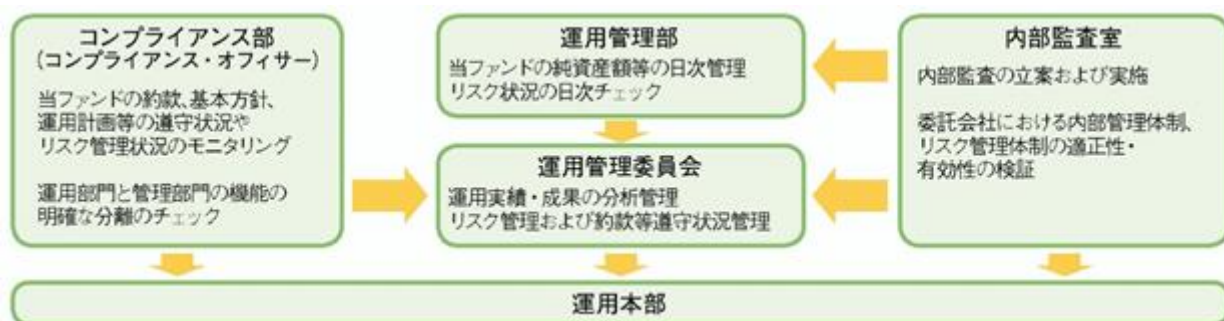 コンプライアンス部
(コンプライアンス・オフィサー)
当ファンドの約款、基本方針、
運用計画等の遵守状況や
リスク管理状況のモニタリング
運用部門と管理部門の機能の
明確な分離のチェック
運用管理部
当ファンドの純資産額等の日次管理
リスク状況の日次チェック
運用管理委員会
運用実績・成果の分析管理
リスク管理および約款等遵守状況管理
内部監査室
内部監査の立案および実施
委託会社における内部管理体制、
リスク管理体制の適正性・
有効性の検証
運用本部